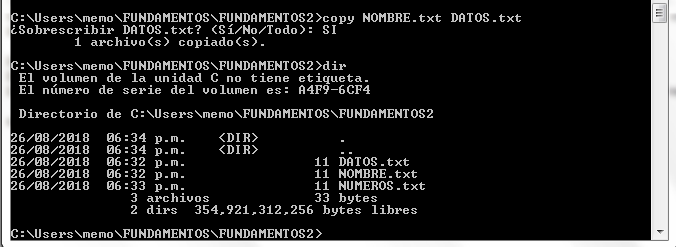 C:\Users\memo\FUNDAMENTOS\FUNDAMENTOS2>copy NOMBRE.txt DATOS.txt
¿Sobrescribir DATOS.txt? (Sí/No/Todo): SI
        1 archivo(s) copiado(s).
C:\Users\memo\FUNDAMENTOS\FUNDAMENTOS2>dir
 El volumen de la unidad C no tiene etiqueta.
 El número de serie del volumen es: A4F9-6CF4
 Directorio de C:\Users\memo\FUNDAMENTOS\FUNDAMENTOS2
26/08/2018  06:34 p.m.    <DIR>          .
26/08/2018  06:34 p.m.    <DIR>          ..
26/08/2018  06:32 p.m.                11 DATOS.txt
26/08/2018  06:32 p.m.                11 NOMBRE.txt
26/08/2018  06:33 p.m.                11 NUMEROS.txt
               3 archivos             33 bytes
               2 dirs  354,921,312,256 bytes libres
C:\Users\memo\FUNDAMENTOS\FUNDAMENTOS2>